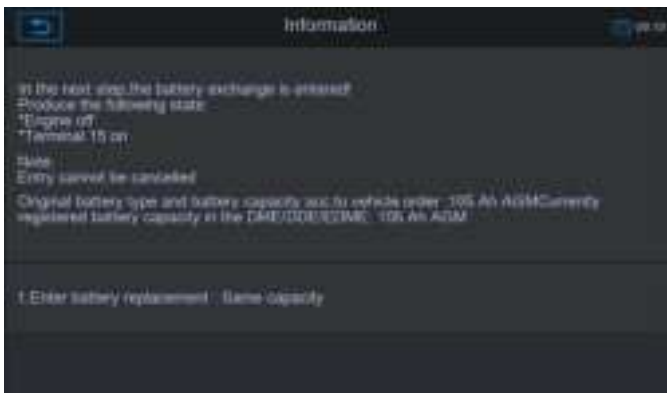 Information
In the next step,the battery exchange is entered!
Produce the following state:
*Engine off
*Terminal 15 on
Note:
Entry cannot be cancelled
Original battery type and battery capacity acc.to vehicle order: 105 Ah AGMCurrently
registered battery capacity in the DME/DDE/EDME: 105 Ah AGM
1.Enter battery replacement : Same capacity